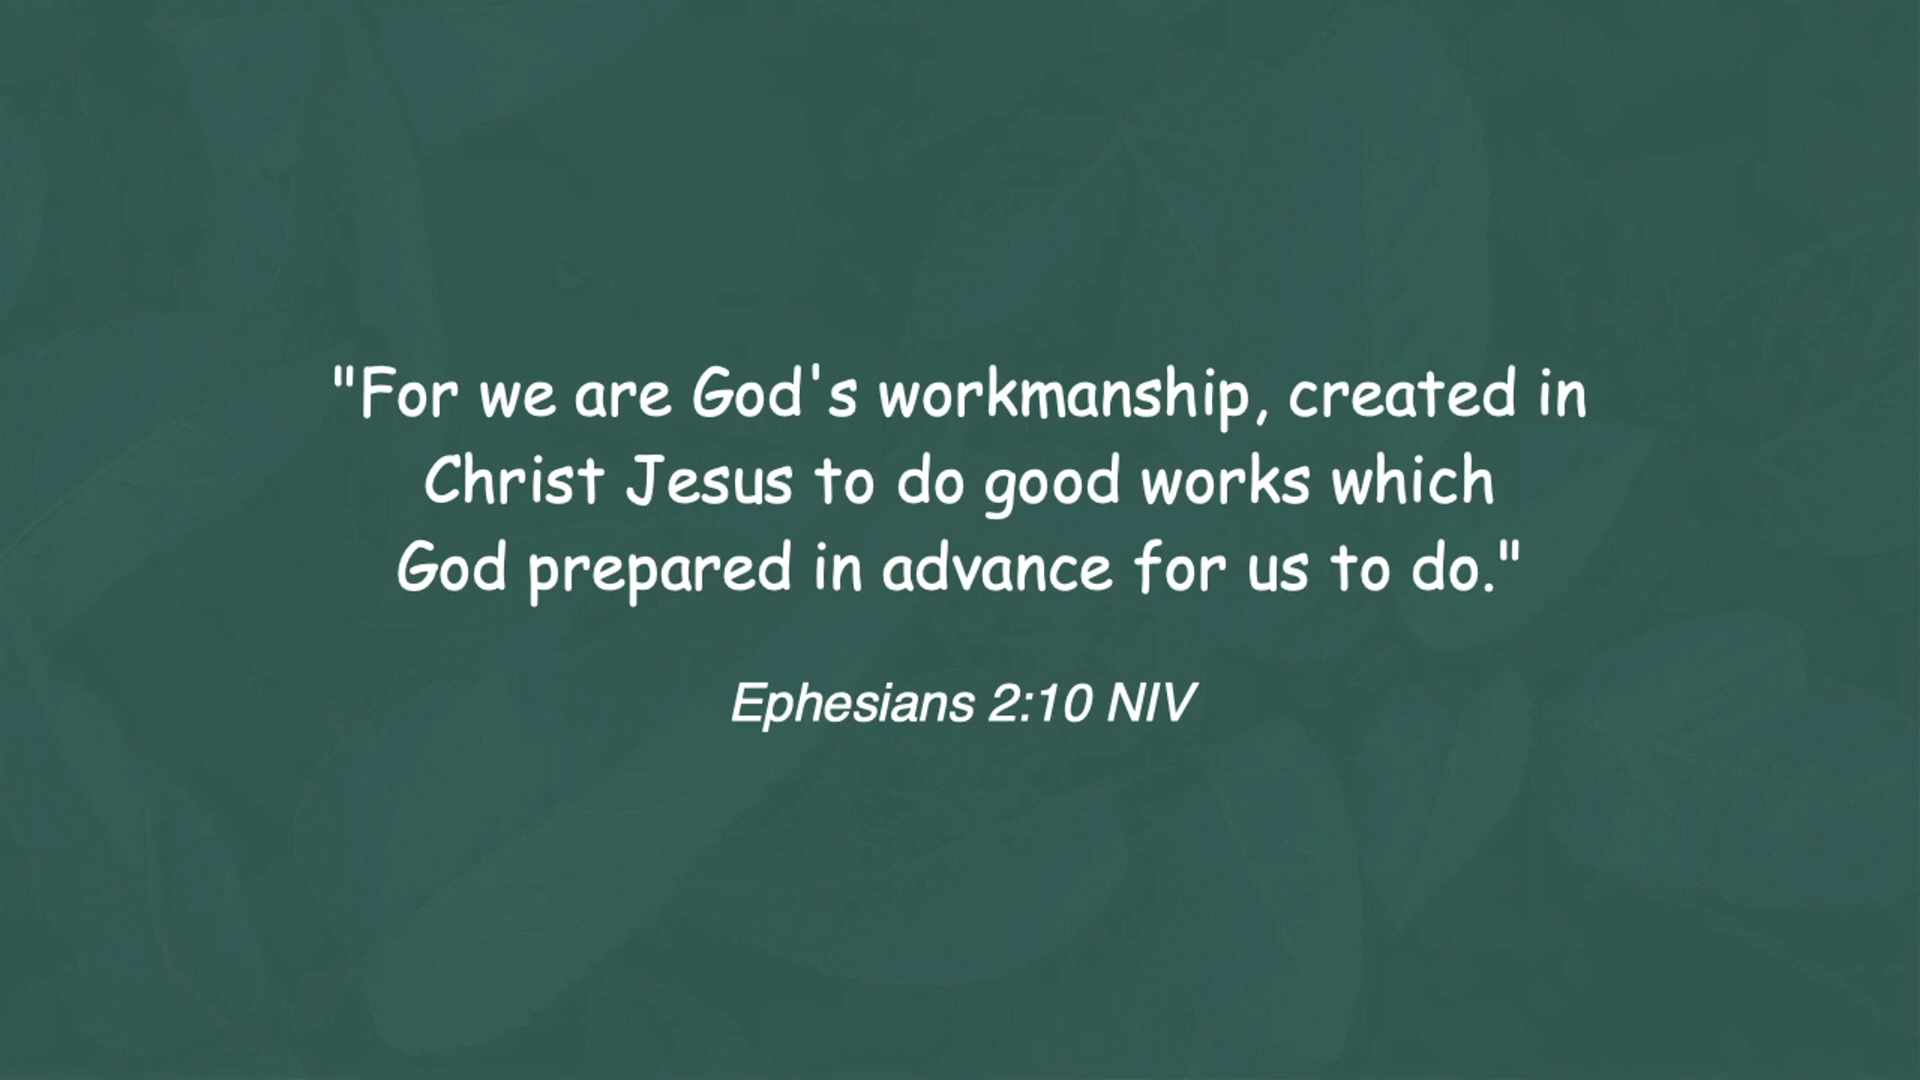 "For we are God's workmanship, created in
Christ Jesus to do good works which
God prepared in advance for us to do."
Ephesians 2:10 NIV